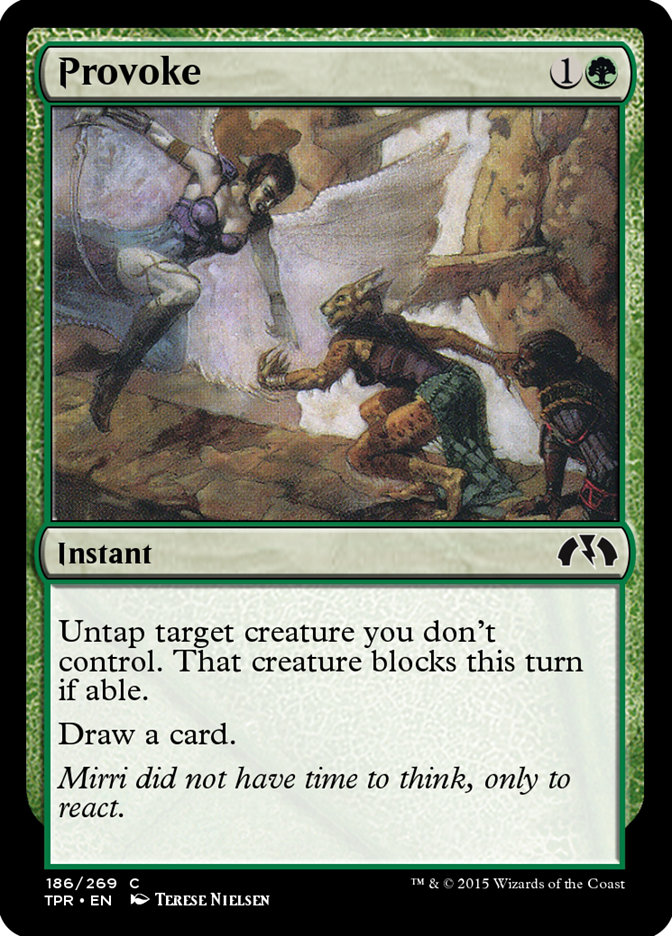 Provoke
1
Instant
Untap target creature you don't
control. That creature blocks this turn
if able.
Draw a card.
Mirri did not have time to think, only to
react.
186/269 C
TPR • EN Terese Nielsen
™ & © 2015 Wizards of the Coast